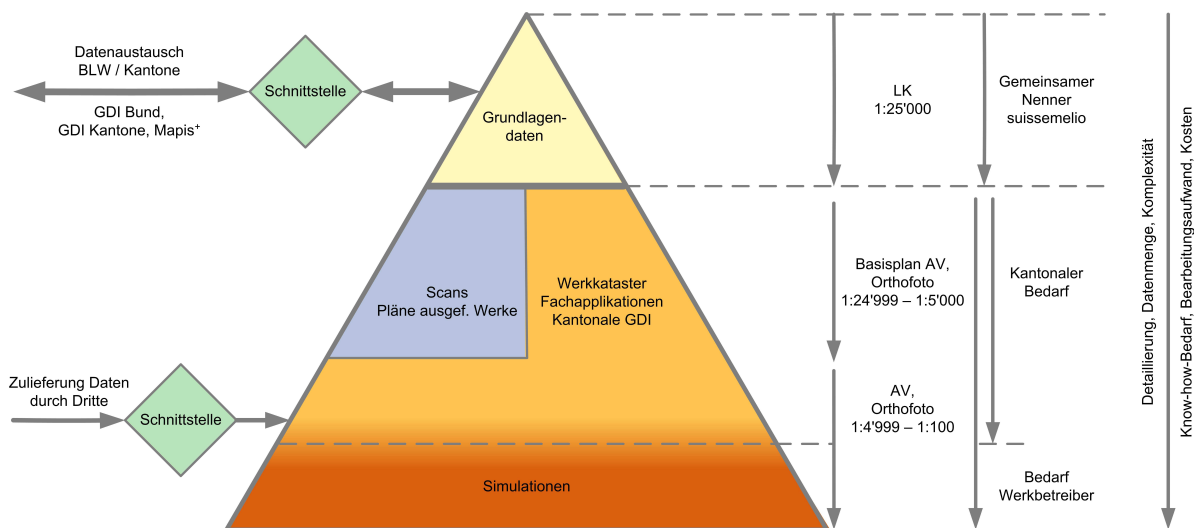 Datenaustausch
BLW / Kantone
GDI Bund,
GDI Kantone, Mapis⁺
Schnittstelle
Grundlagen-
daten
LK
1:25'000
Gemeinsamer
Nenner
suissemelio
Scans
Pläne ausgef. Werke
Werkkataster
Fachapplikationen
Kantonale GDI
Basisplan AV,
Orthofoto
1:24'999 – 1:5'000
Kantonaler
Bedarf
Zulieferung Daten
durch Dritte
Schnittstelle
AV,
Orthofoto
1:4'999 – 1:100
Simulationen
Bedarf
Werkbetreiber
Detaillierung, Datenmenge, Komplexität
Know-how-Bedarf, Bearbeitungsaufwand, Kosten